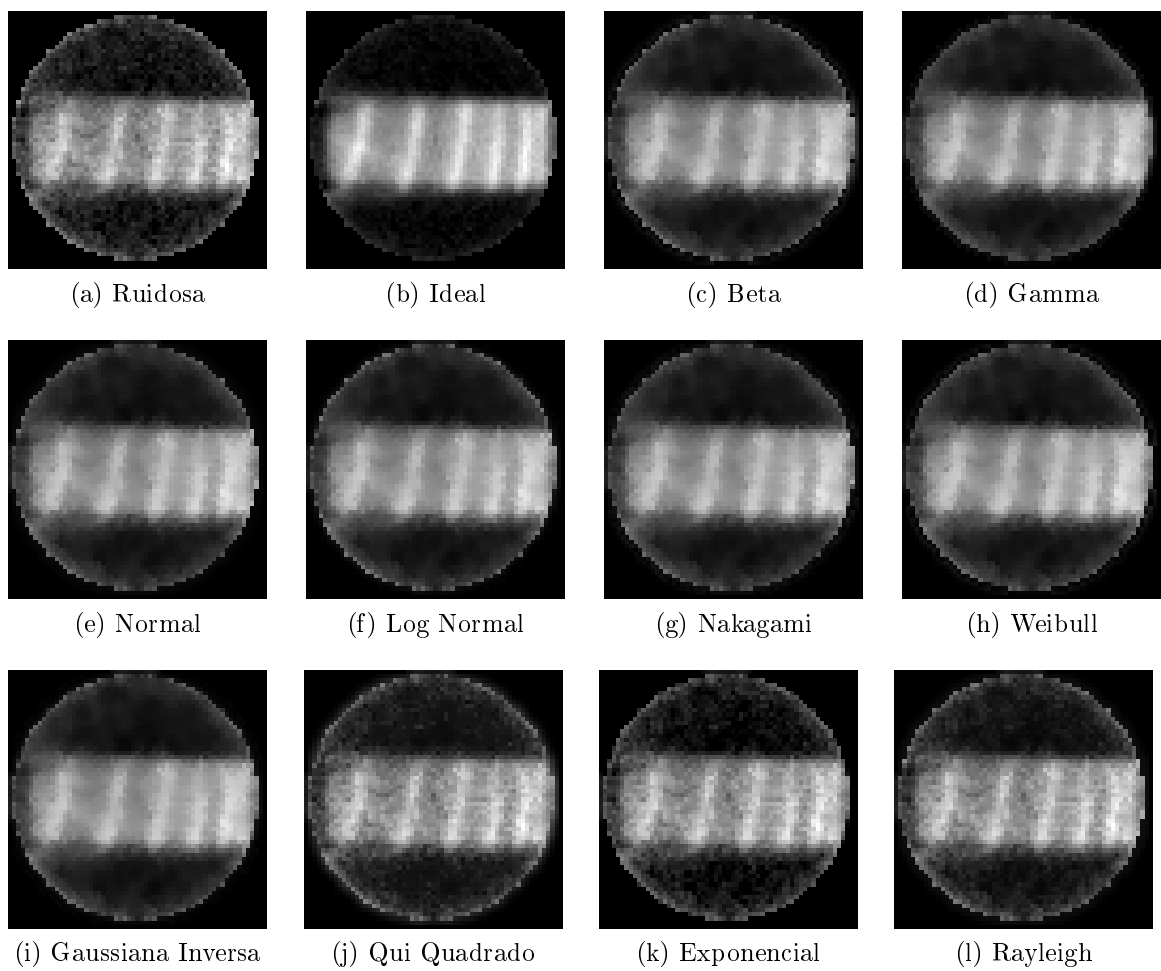 (a) Ruidosa
(b) Ideal
(c) Beta
(d) Gamma
(e) Normal
(f) Log Normal
(g) Nakagami
(h) Weibull
(i) Gaussiana Inversa
(j) Qui Quadrado
(k) Exponencial
(l) Rayleigh